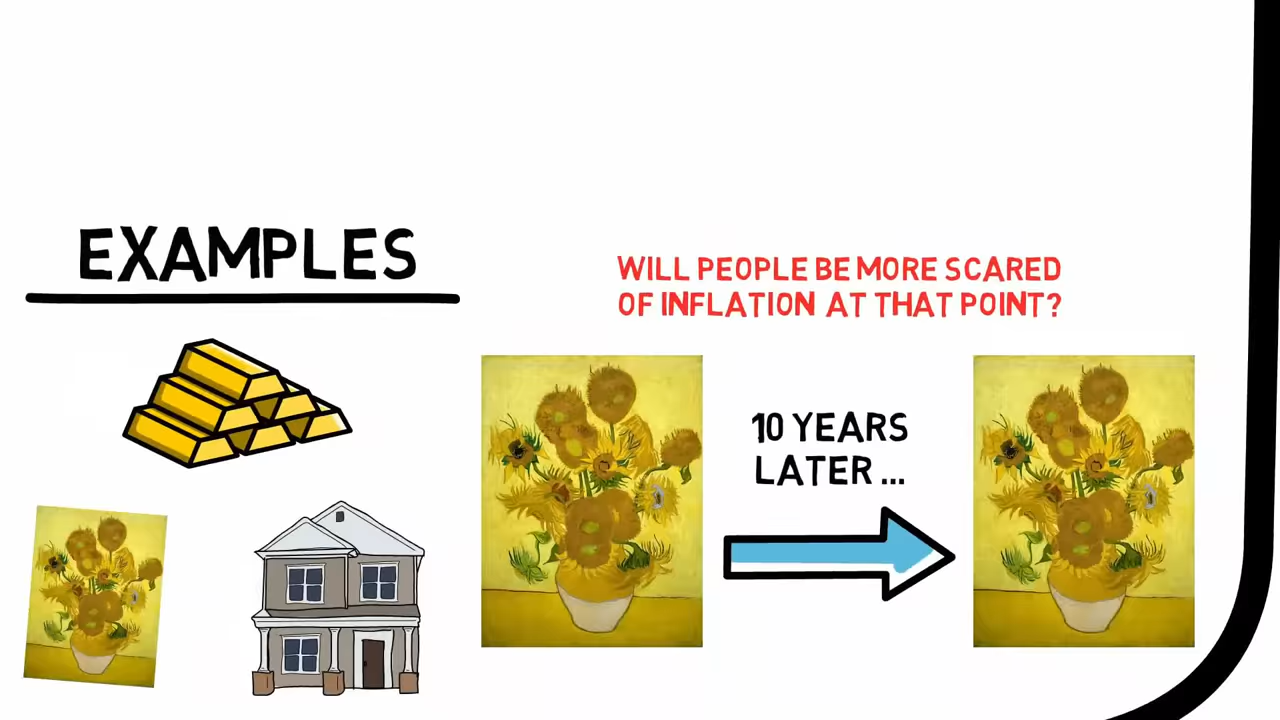 EXAMPLES
WILL PEOPLE BE MORE SCARED
OF INFLATION AT THAT POINT?
10 YEARS
LATER ...